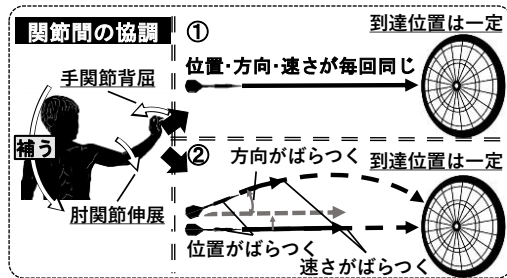 関節間の協調
手関節背屈
補う
肘関節伸展
①
到達位置は一定
位置・方向・速さが毎回同じ
②
方向がばらつく
到達位置は一定
位置がばらつく
速さがばらつく